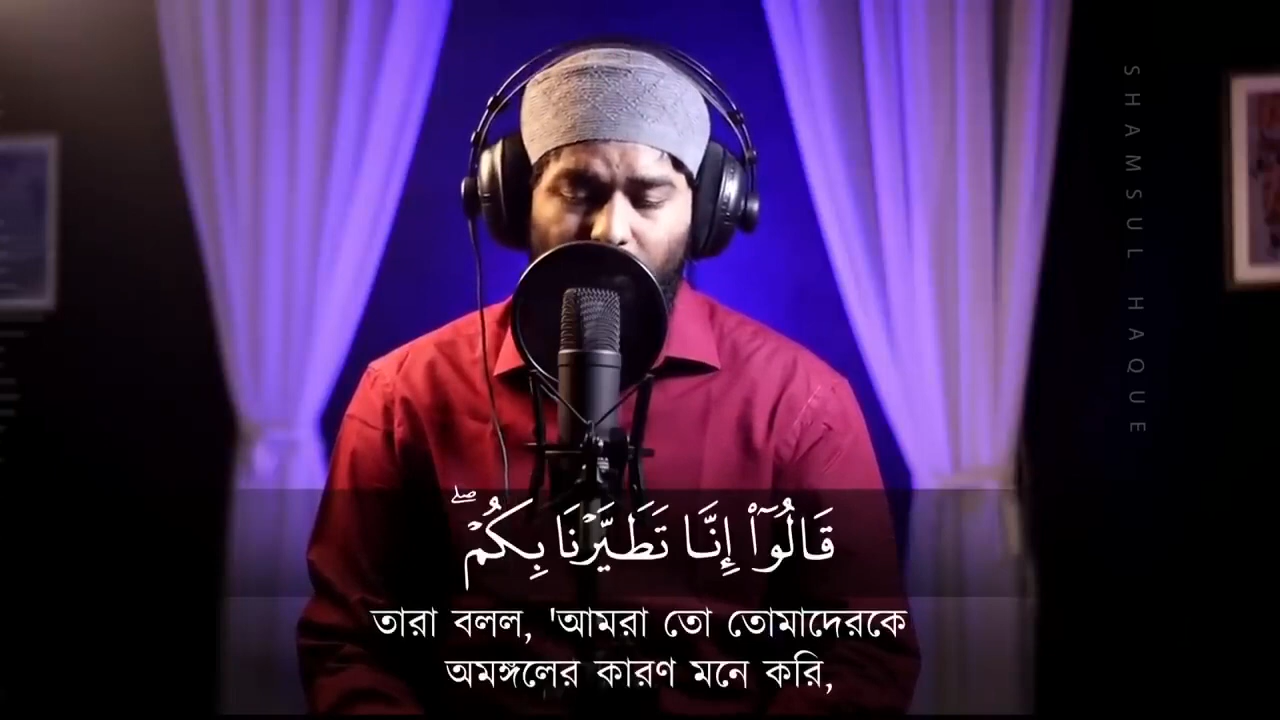 SHAMSUL HAQUE
قَالُوٓا۟ إِنَّا تَطَيَّرْنَا بِكُمْ ۖ
তারা বলল, 'আমরা তো তোমাদেরকে
অমঙ্গলের কারণ মনে করি,